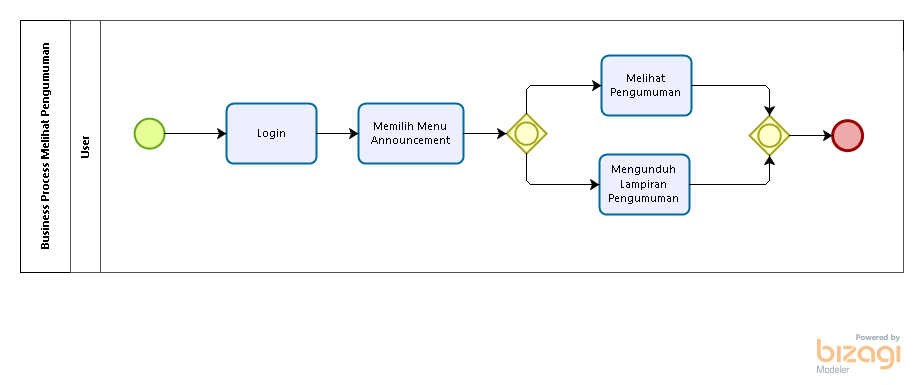 Business Process Melihat Pengumuman
User
Login
Memilih Menu
Announcement
Melihat
Pengumuman
Mengunduh
Lampiran
Pengumuman
Powered by
bizagi
Modeler